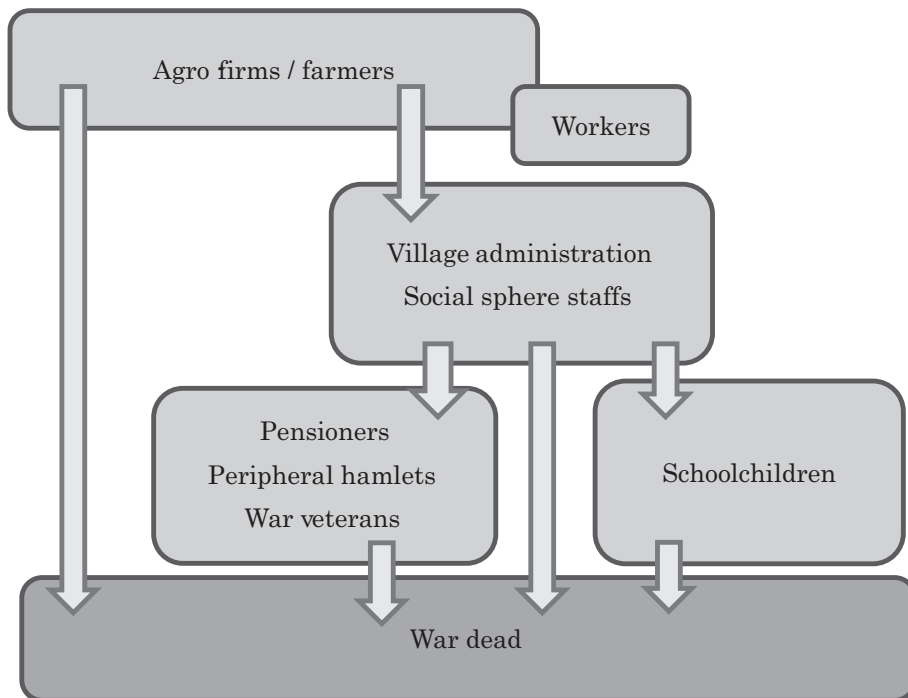 Agro firms / farmers
Workers
Village administration
Social sphere staffs
Pensioners
Peripheral hamlets
War veterans
Schoolchildren
War dead